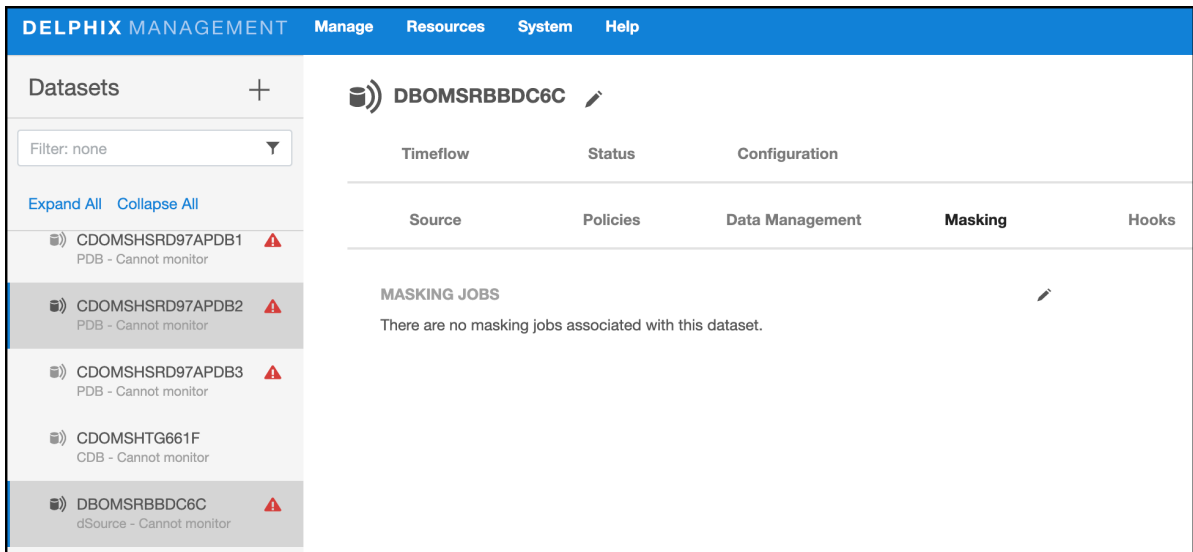 DELPHIX MANAGEMENT Manage Resources System Help
Datasets
Filter: none
Expand All Collapse All
CDOMSHSRD97APDB1
PDB - Cannot monitor
CDOMSHSRD97APDB2
PDB - Cannot monitor
CDOMSHSRD97APDB3
PDB - Cannot monitor
CDOMSHTG661F
CDB - Cannot monitor
DBOMSRBBDC6C
dSource - Cannot monitor
DBOMSRBBDC6C
Timeflow Status Configuration
Source Policies Data Management Masking Hooks
MASKING JOBS
There are no masking jobs associated with this dataset.